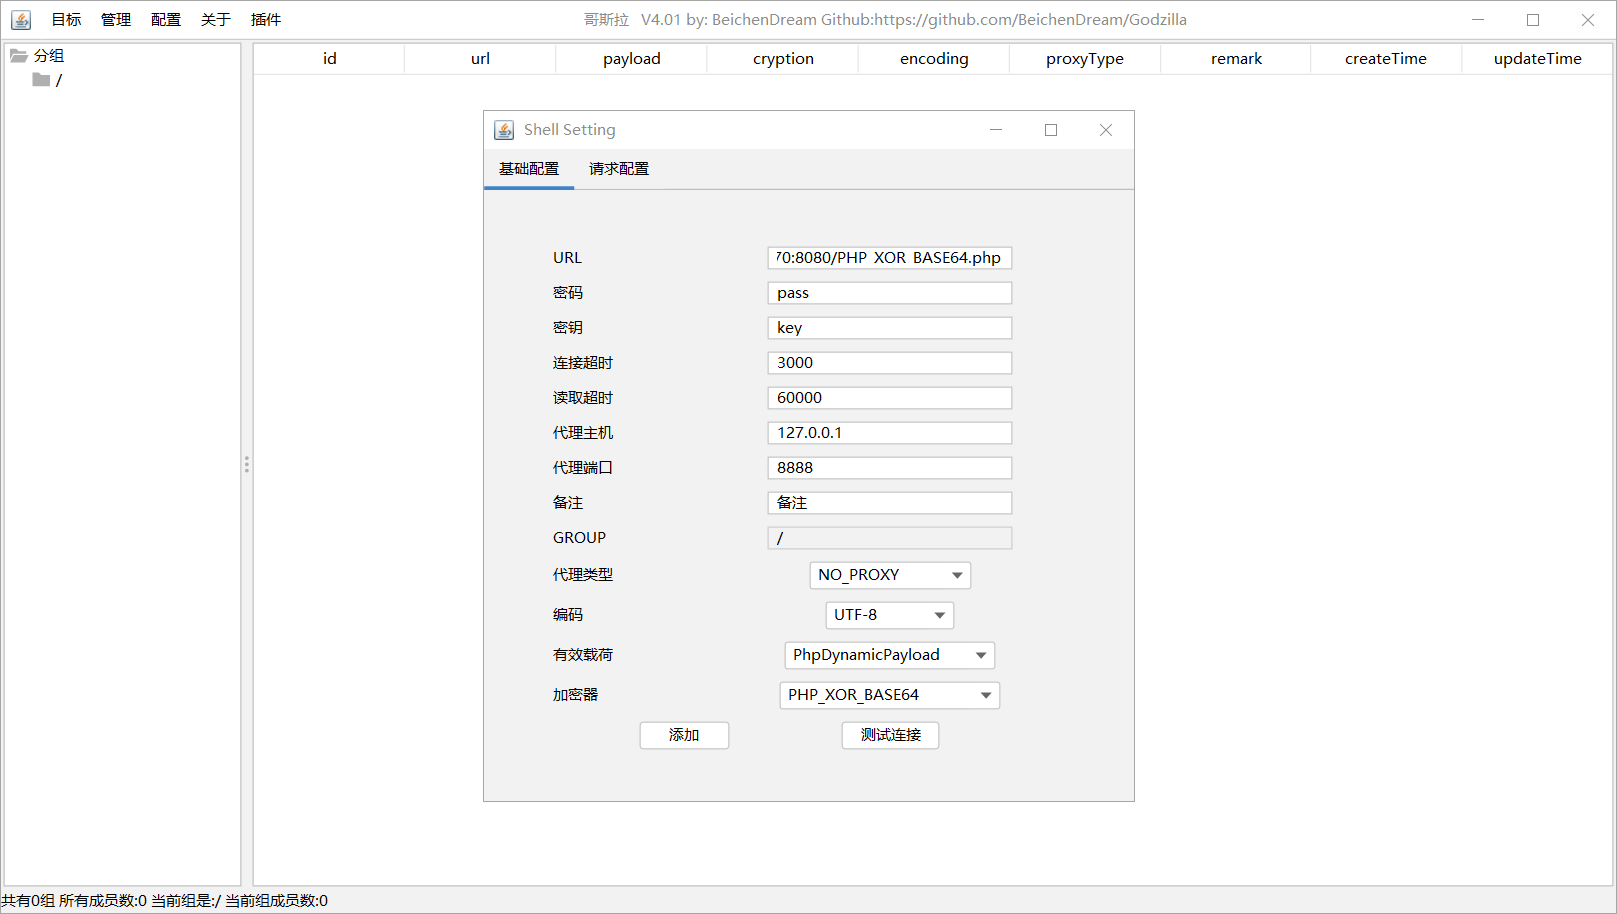 目标 管理 配置 关于 插件 哥斯拉 V4.01 by: BeichenDream Github:https://github.com/BeichenDream/Godzilla
分组
/
id url payload cryption encoding proxyType remark createTime updateTime
Shell Setting
基础配置 请求配置
URL 70:8080/PHP_XOR_BASE64.php
密码 pass
密钥 key
连接超时 3000
读取超时 60000
代理主机 127.0.0.1
代理端口 8888
备注 备注
GROUP /
代理类型 NO_PROXY
编码 UTF-8
有效载荷 PhpDynamicPayload
加密器 PHP_XOR_BASE64
添加 测试连接
共有0组 所有成员数:0 当前组是:/ 当前组成员数:0